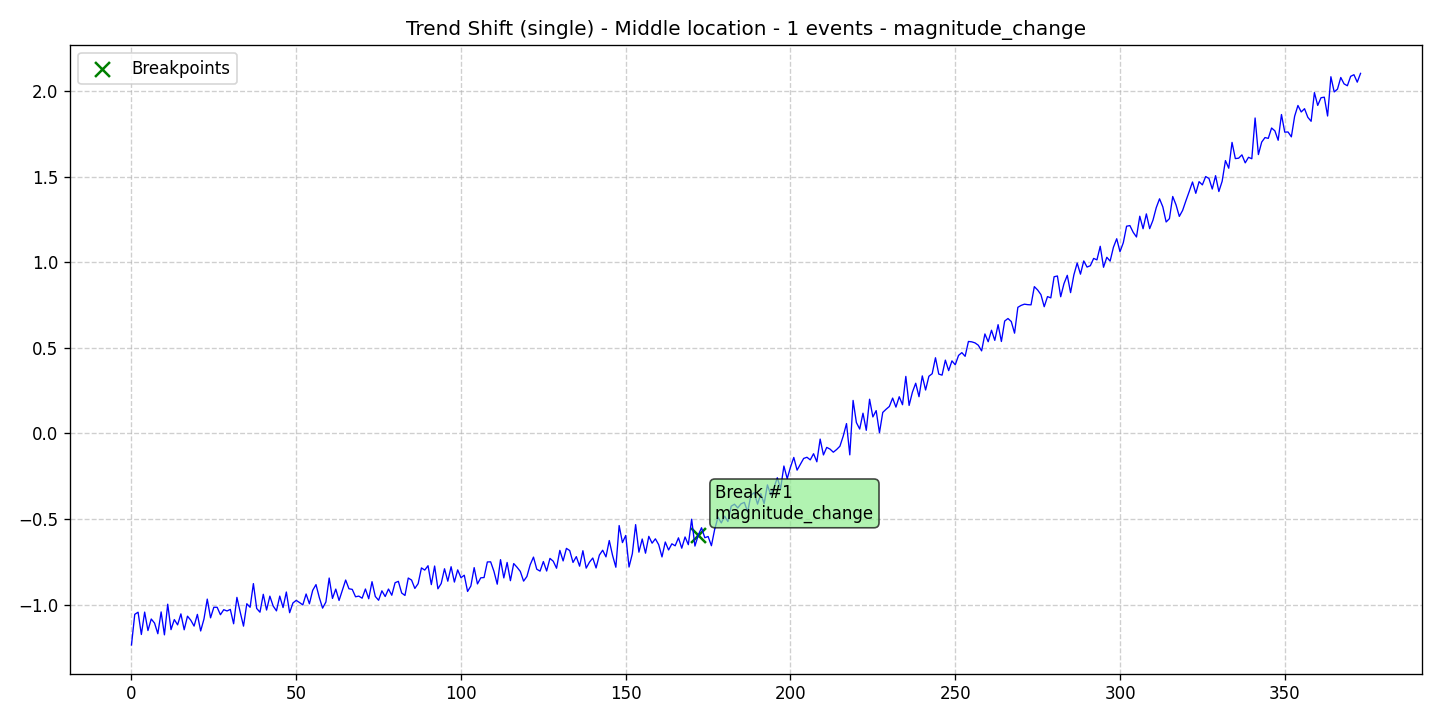 Trend Shift (single) - Middle location - 1 events - magnitude_change
Breakpoints
2.0
1.5
1.0
0.5
0.0
−0.5
−1.0
Break #1
magnitude_change
0 50 100 150 200 250 300 350